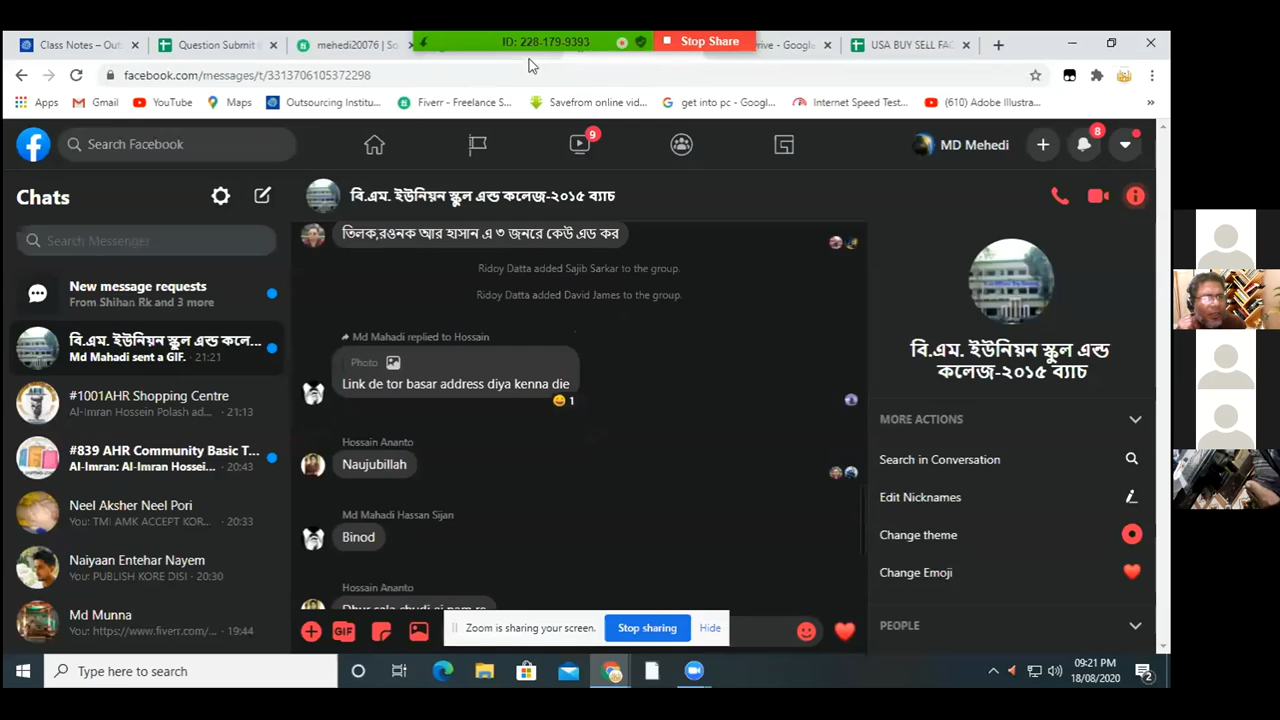 Class Notes – Out:
Question Submit
mehedi20076 | So
ID: 228-179-9393
Stop Share
rive - Google
USA BUY SELL FAC
facebook.com/messages/t/3313706105372298
Apps
Gmail
YouTube
Maps
Outsourcing Institu...
Fiverr - Freelance S...
Savefrom online vid...
get into pc - Googl...
Internet Speed Test...
(610) Adobe Illustra...
Search Facebook
9
MD Mehedi
8
Chats
বি.এম. ইউনিয়ন স্কুল এন্ড কলেজ-২০১৫ ব্যাচ
Search Messenger
New message requests
From Shihan Rk and 3 more
বি.এম. ইউনিয়ন স্কুল এন্ড কলে...
Md Mahadi sent a GIF. · 21:21
#1001AHR Shopping Centre
Al-Imran Hossein Polash ad... · 21:13
#839 AHR Community Basic T...
Al-Imran: Al-Imran Hossei... · 20:43
Neel Aksher Neel Pori
You: TMI AMK ACCEPT KOR... · 20:33
Naiyaan Entehar Nayem
You: PUBLISH KORE DISI · 20:30
Md Munna
You: https://www.fiverr.com/... · 19:44
তিলক,রওনক আর হাসান এ ৩ জনরে কেউ এড কর
Ridoy Datta added Sajib Sarkar to the group.
Ridoy Datta added David James to the group.
Md Mahadi replied to Hossain
Photo
Link de tor basar address diya kenna die
1
Hossain Ananto
Naujubillah
Md Mahadi Hassan Sijan
Binod
Hossain Ananto
GIF
Zoom is sharing your screen.
Stop sharing
Hide
বি.এম. ইউনিয়ন স্কুল এন্ড
কলেজ-২০১৫ ব্যাচ
MORE ACTIONS
Search in Conversation
Edit Nicknames
Change theme
Change Emoji
PEOPLE
Type here to search
09:21 PM
18/08/2020
2